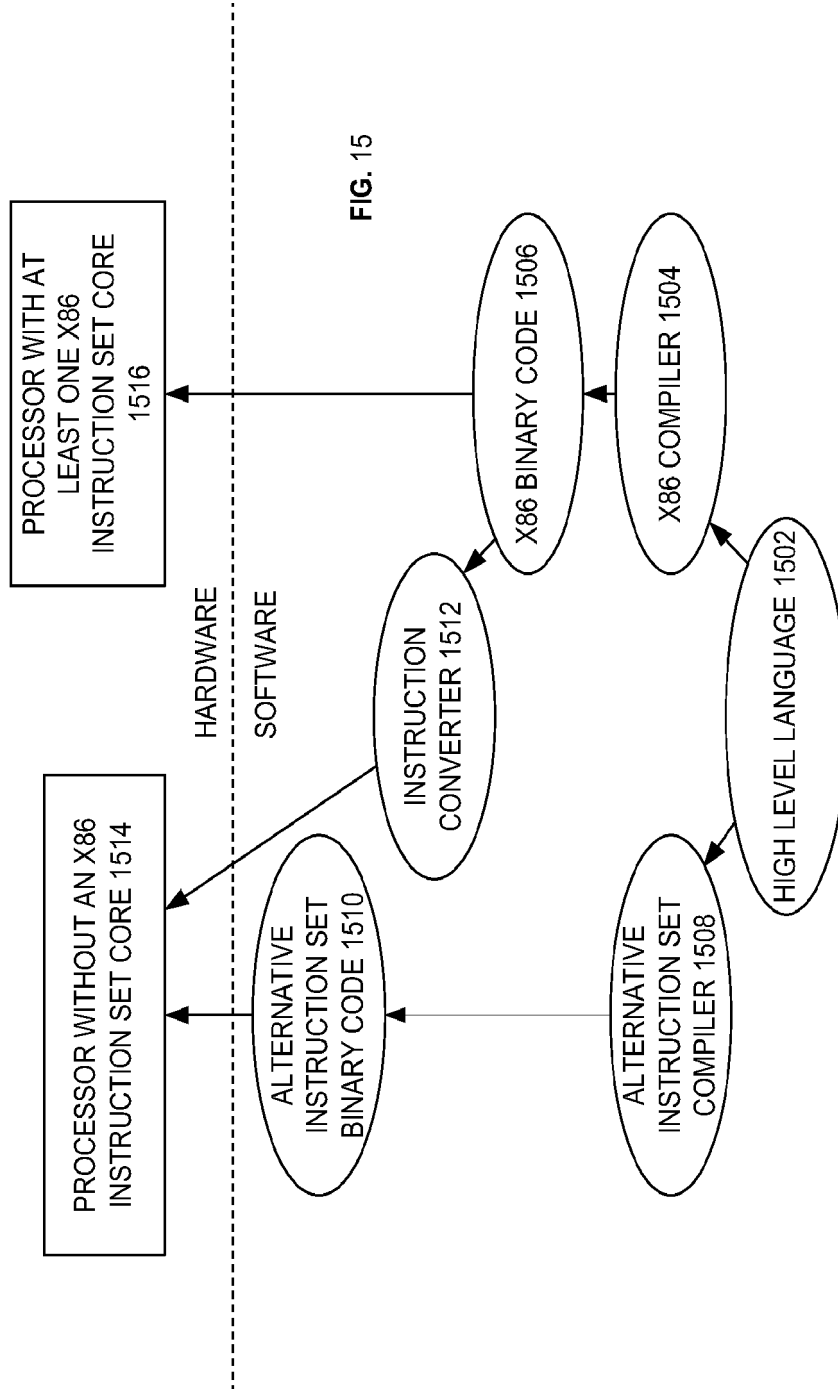 PROCESSOR WITHOUT AN X86
INSTRUCTION SET CORE 1514
PROCESSOR WITH AT
LEAST ONE X86
INSTRUCTION SET CORE
1516
HARDWARE
SOFTWARE
ALTERNATIVE
INSTRUCTION SET
BINARY CODE 1510
INSTRUCTION
CONVERTER 1512
X86 BINARY CODE 1506
ALTERNATIVE
INSTRUCTION SET
COMPILER 1508
X86 COMPILER 1504
HIGH LEVEL LANGUAGE 1502
FIG. 15